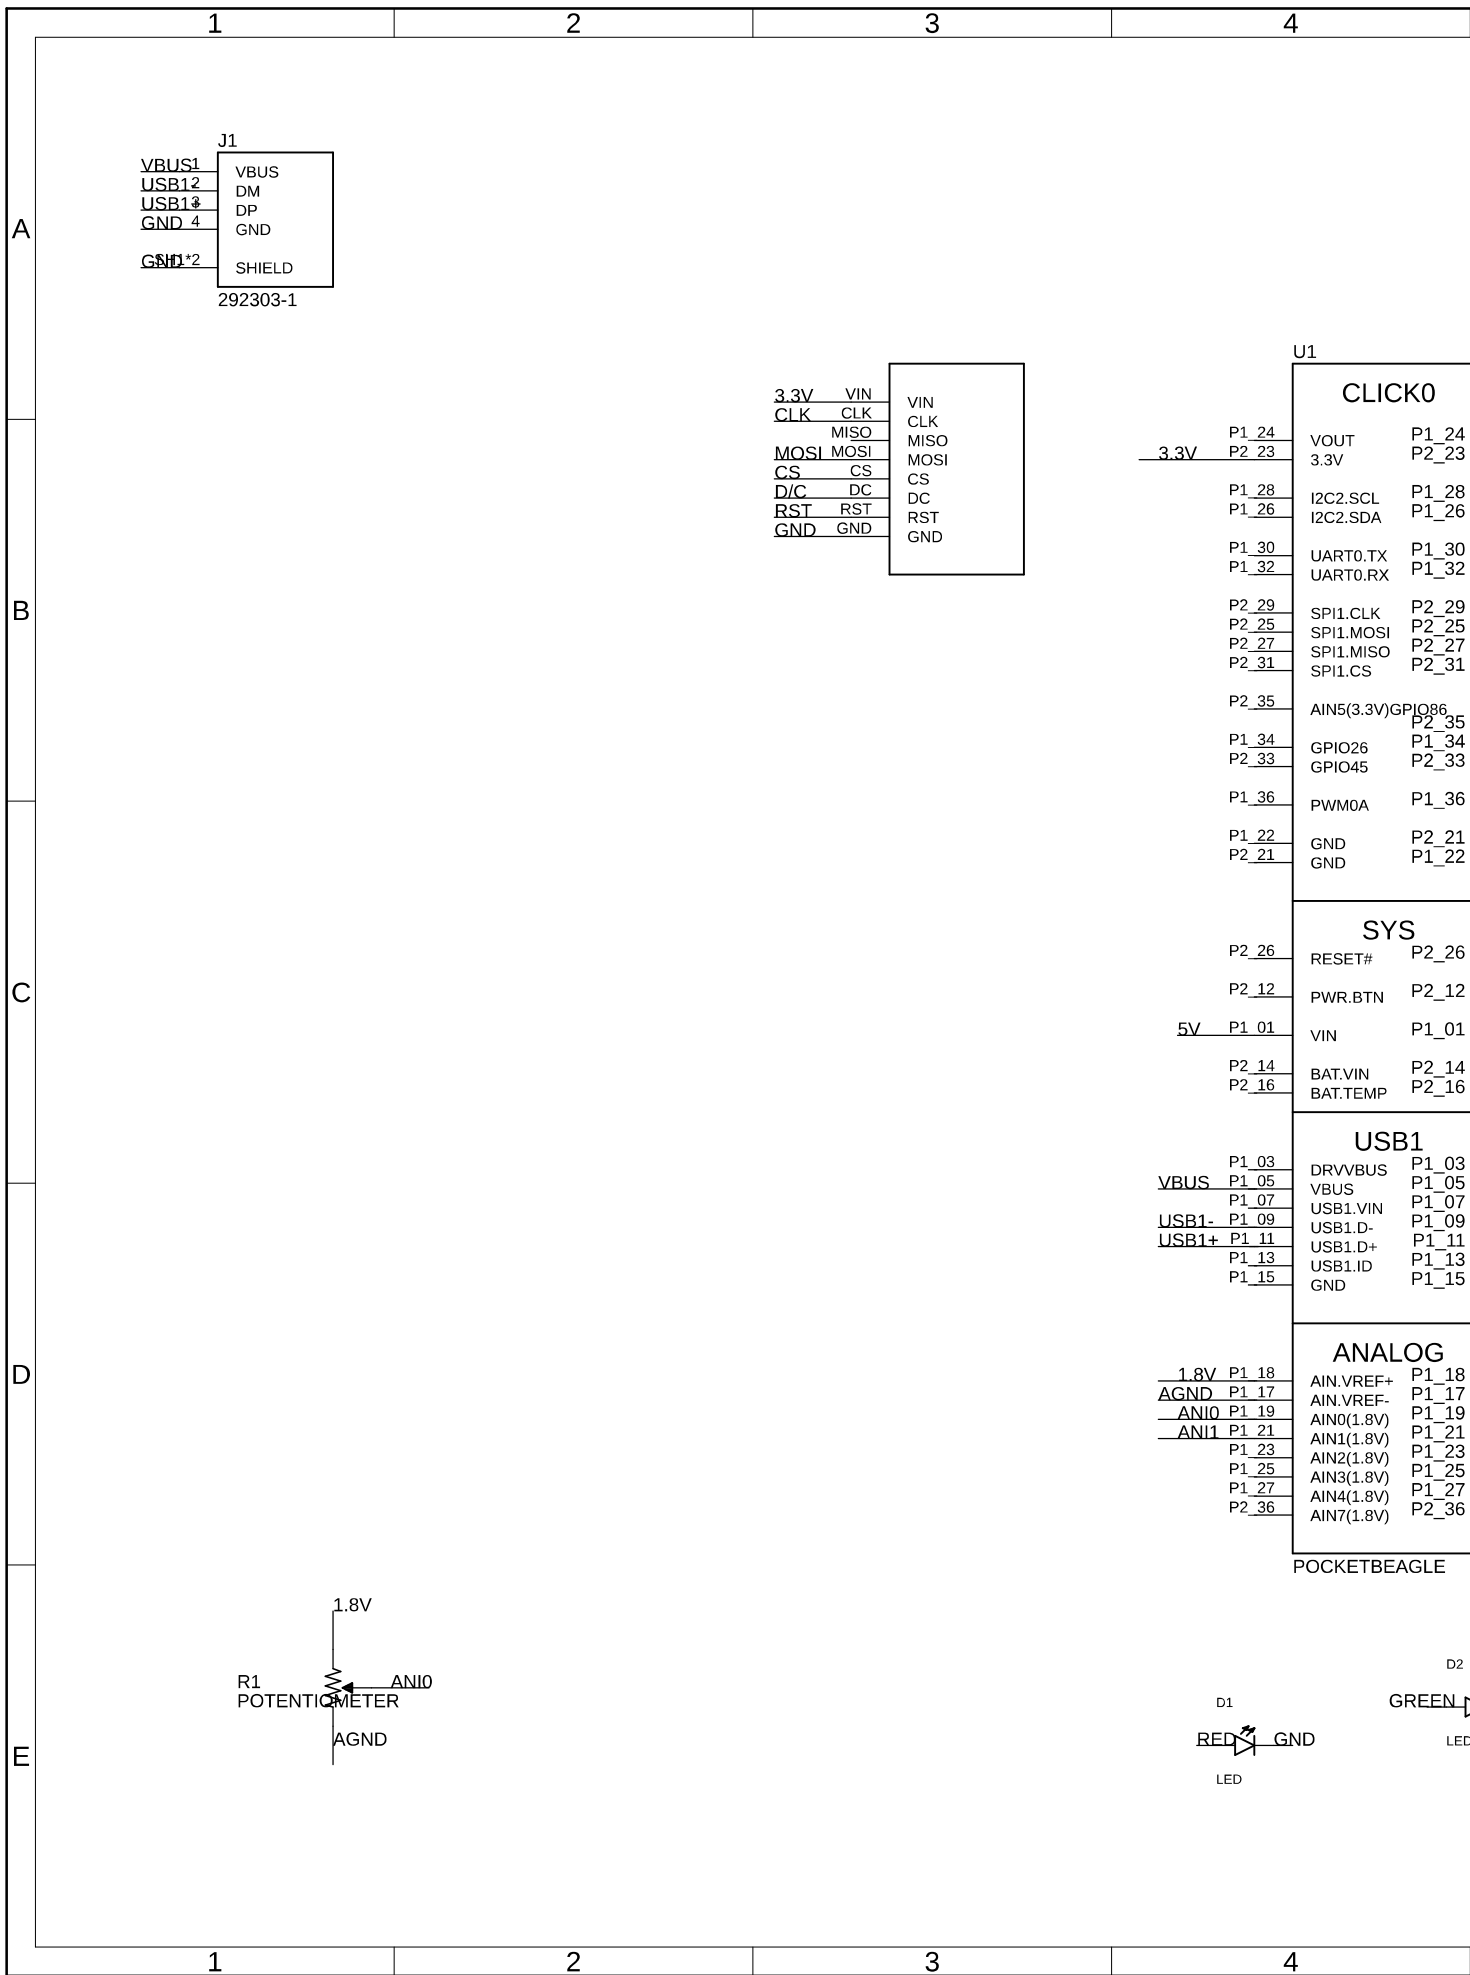 1 2 3 4
J1
VBUS 1 VBUS
USB1- 2 DM
USB1+ 3 DP
A
GND 4 GND
GND SH1*2 SHIELD
292303-1
U1
CLICK0
3.3V VIN VIN
CLK CLK CLK
MISO MISO
MOSI MOSI MOSI
CS CS CS
D/C DC DC
RST RST RST
GND GND GND
P1_24 VOUT P1_24
3.3V P2_23 3.3V P2_23
P1_28 I2C2.SCL P1_28
P1_26 I2C2.SDA P1_26
P1_30 UART0.TX P1_30
P1_32 UART0.RX P1_32
B
P2_29 SPI1.CLK P2_29
P2_25 SPI1.MOSI P2_25
P2_27 SPI1.MISO P2_27
P2_31 SPI1.CS P2_31
P2_35 AIN5(3.3V)GPIO86
P2_35
P1_34 GPIO26 P1_34
P2_33 GPIO45 P2_33
P1_36 PWM0A P1_36
P1_22 GND P2_21
P2_21 GND P1_22
SYS
P2_26 RESET# P2_26
C
P2_12 PWR.BTN P2_12
5V P1_01 VIN P1_01
P2_14 BAT.VIN P2_14
P2_16 BAT.TEMP P2_16
USB1
P1_03 DRVVBUS P1_03
VBUS P1_05 VBUS P1_05
P1_07 USB1.VIN P1_07
USB1- P1_09 USB1.D- P1_09
USB1+ P1_11 USB1.D+ P1_11
P1_13 USB1.ID P1_13
P1_15 GND P1_15
ANALOG
D
1.8V P1_18 AIN.VREF+ P1_18
AGND P1_17 AIN.VREF- P1_17
ANI0 P1_19 AIN0(1.8V) P1_19
ANI1 P1_21 AIN1(1.8V) P1_21
P1_23 AIN2(1.8V) P1_23
P1_25 AIN3(1.8V) P1_25
P1_27 AIN4(1.8V) P1_27
P2_36 AIN7(1.8V) P2_36
POCKETBEAGLE
1.8V
R1 ANI0
POTENTIOMETER
AGND
E
D2
GREEN
LED
D1
RED GND
LED
1 2 3 4